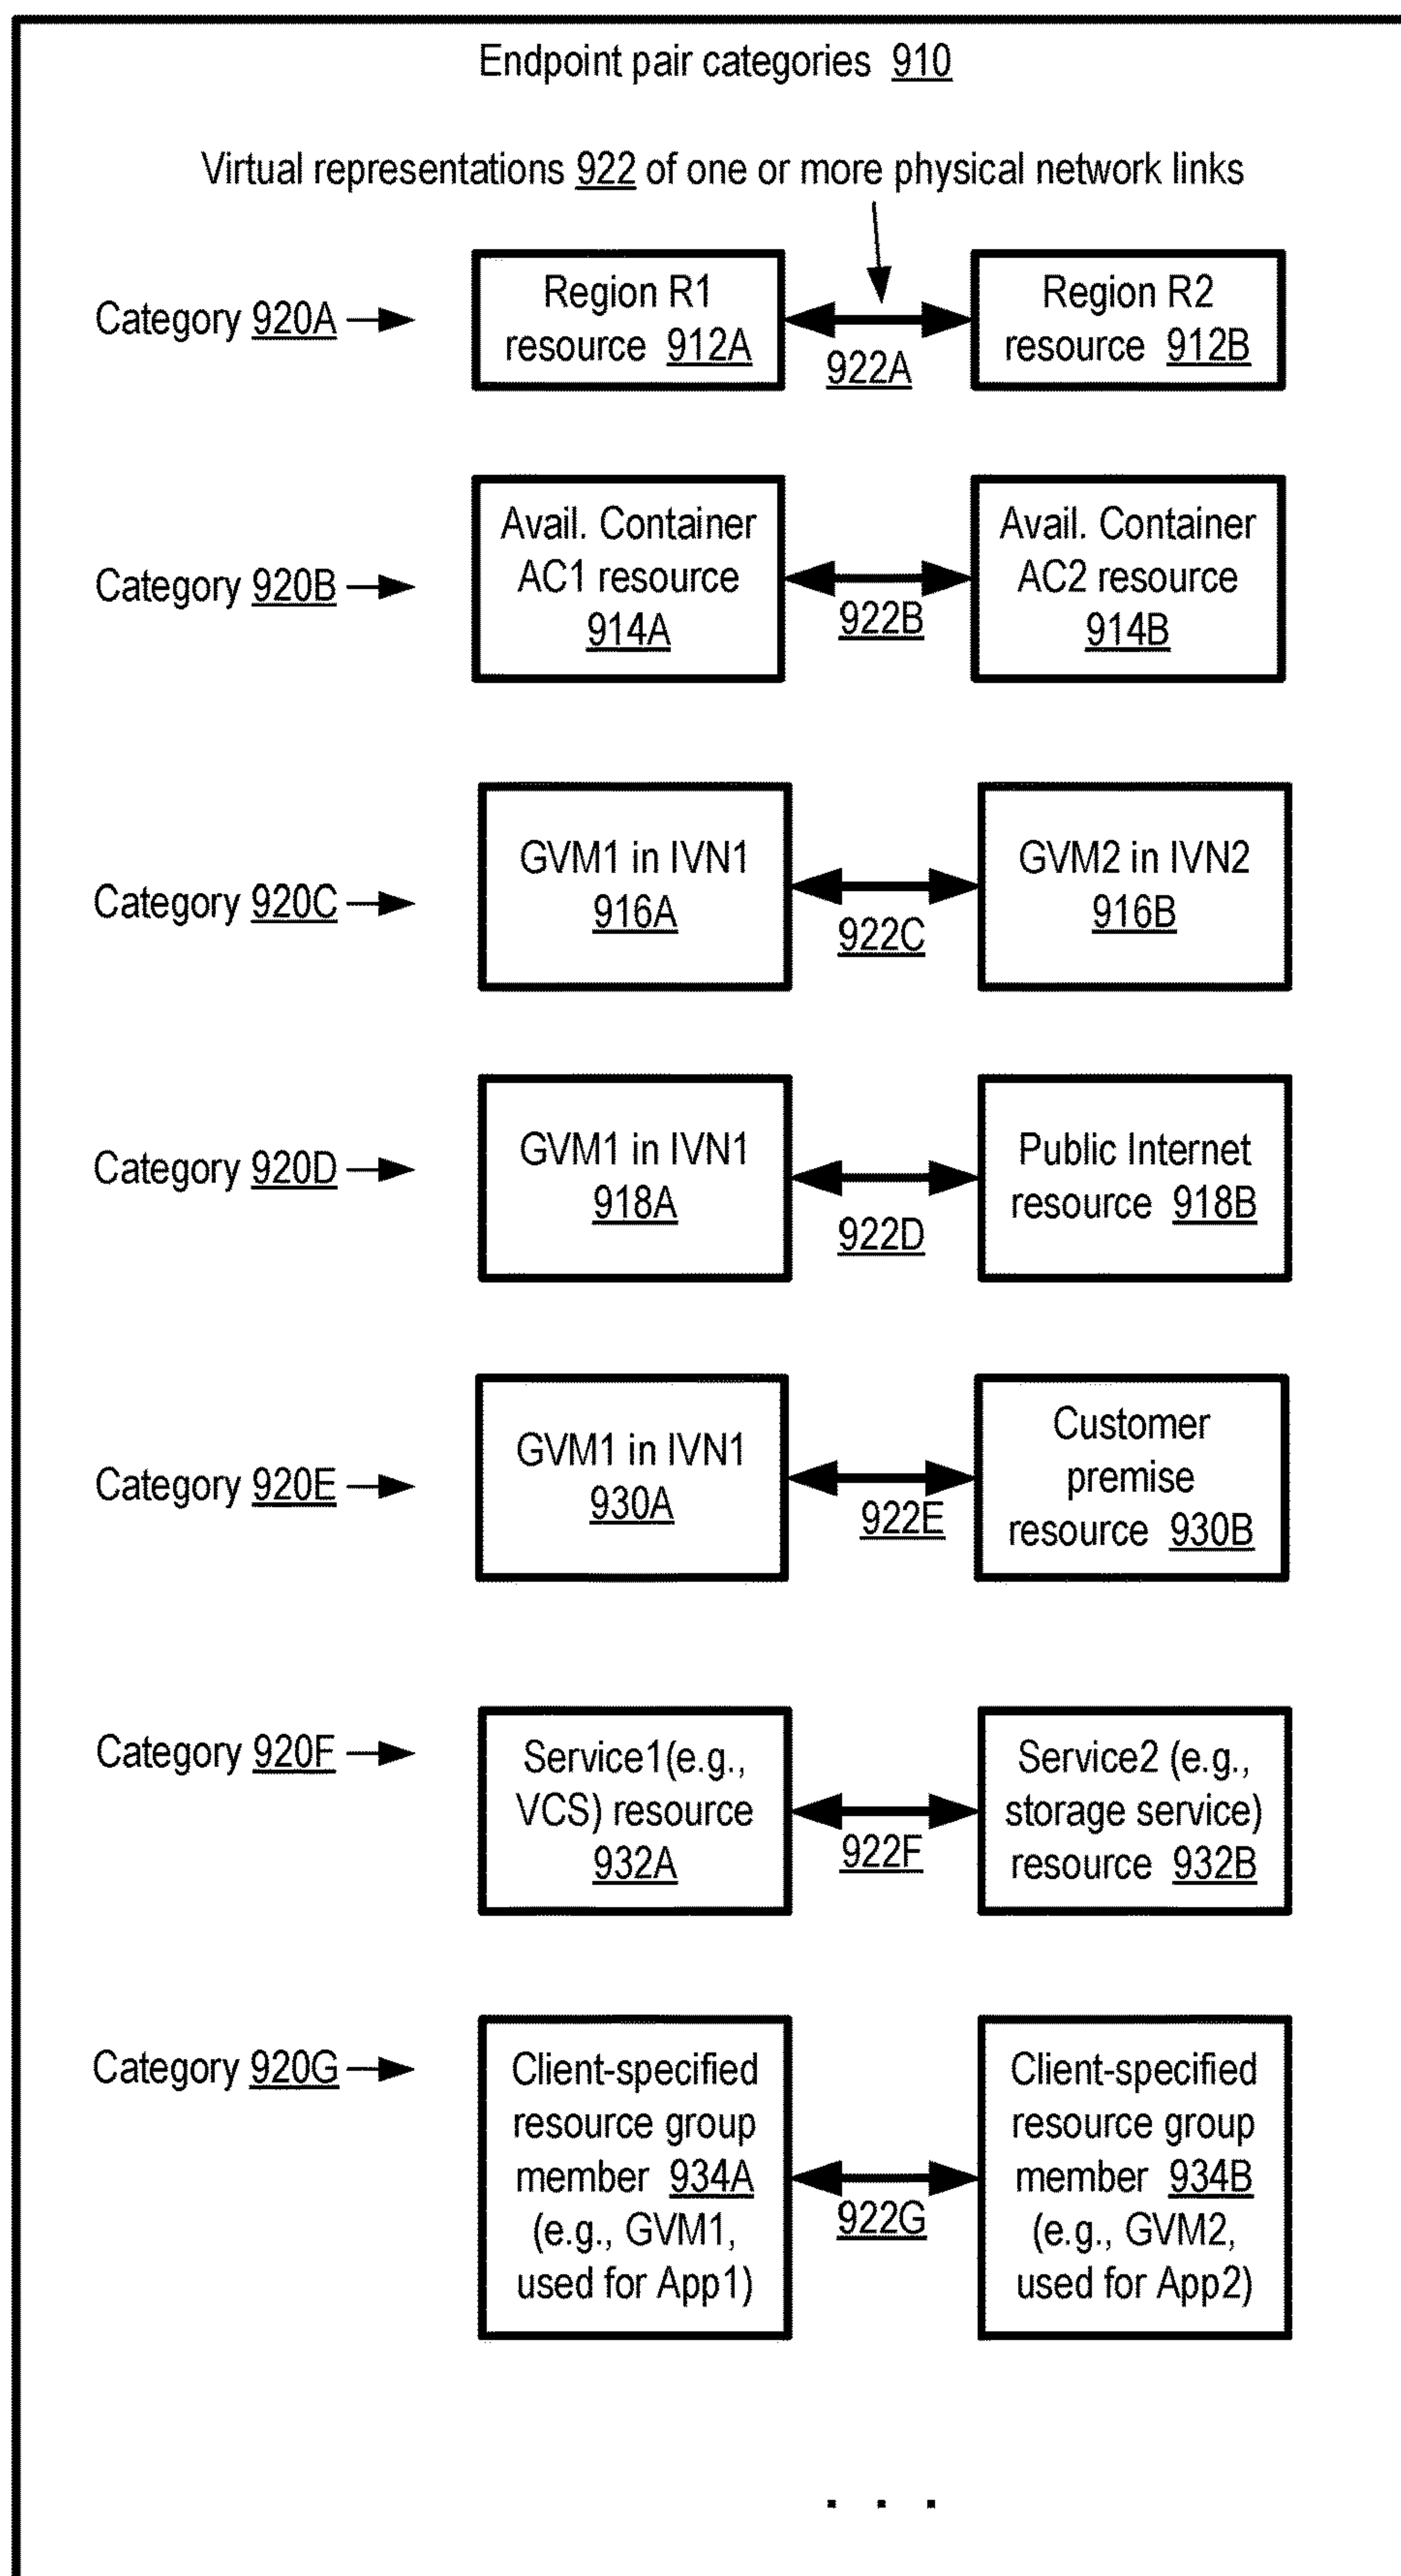 Endpoint pair categories 910
Virtual representations 922 of one or more physical network links
Category 920A
Region R1
resource 912A
922A
Region R2
resource 912B
Category 920B
Avail. Container
AC1 resource
914A
922B
Avail. Container
AC2 resource
914B
Category 920C
GVM1 in IVN1
916A
922C
GVM2 in IVN2
916B
Category 920D
GVM1 in IVN1
918A
922D
Public Internet
resource 918B
Category 920E
GVM1 in IVN1
930A
922E
Customer
premise
resource 930B
Category 920F
Service1(e.g.,
VCS) resource
932A
922F
Service2 (e.g.,
storage service)
resource 932B
Category 920G
Client-specified
resource group
member 934A
(e.g., GVM1,
used for App1)
922G
Client-specified
resource group
member 934B
(e.g., GVM2,
used for App2)
. . .